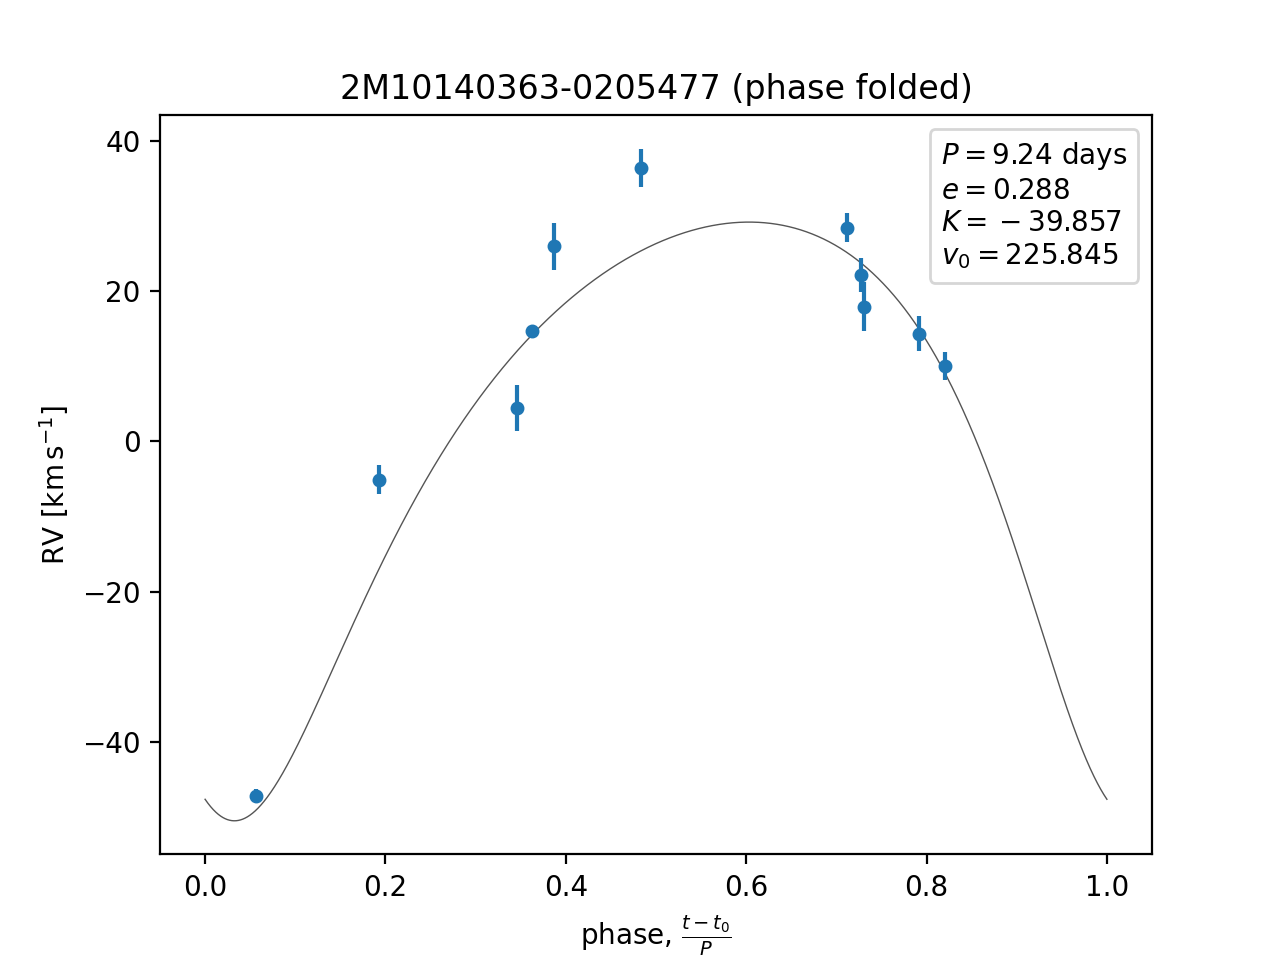 2M10140363-0205477 (phase folded)
P = 9.24 days
e = 0.288
K = −39.857
v₀ = 225.845
40
20
0
−20
−40
RV [km s⁻¹]
0.0 0.2 0.4 0.6 0.8 1.0
phase, (t − t₀)/P